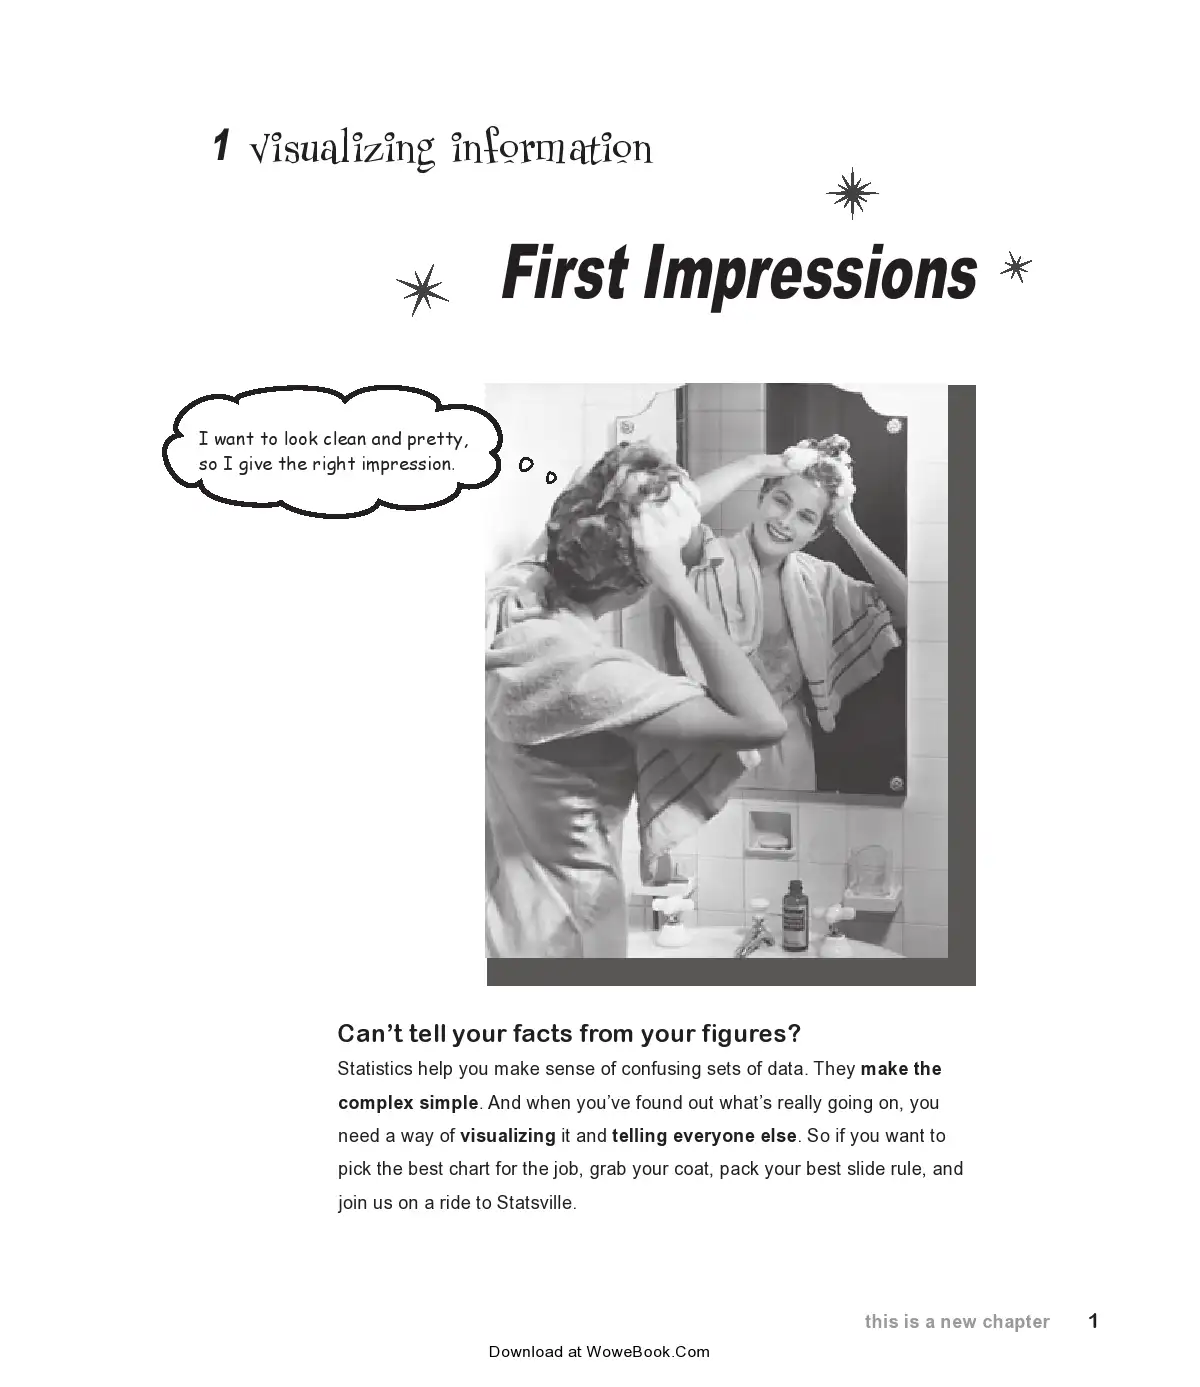 1 Visualizing information
First Impressions
I want to look clean and pretty,
so I give the right impression.
Can’t tell your facts from your figures?
Statistics help you make sense of confusing sets of data. They make the
complex simple. And when you’ve found out what’s really going on, you
need a way of visualizing it and telling everyone else. So if you want to
pick the best chart for the job, grab your coat, pack your best slide rule, and
join us on a ride to Statsville.
this is a new chapter 1
Download at WoweBook.Com